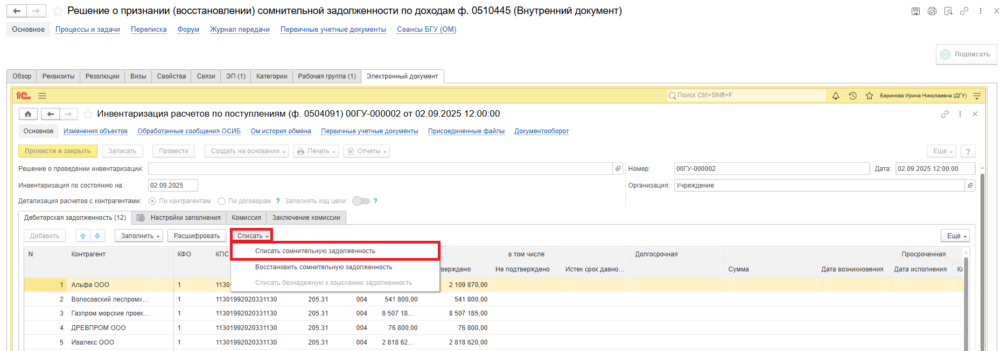 Решение о признании (восстановлении) сомнительной задолженности по доходам ф. 0510445 (Внутренний документ)
Основное Процессы и задачи Переписка Форум Журнал передачи Первичные учетные документы Сеансы БГУ (ОМ)
Подписать
Обзор Реквизиты Резолюции Визы Свойства Связи ЭП (1) Категории Рабочая группа (1) Электронный документ
1С Поиск Ctrl+Shift+F Баринова Ирина Николаевна (ДГУ)
Инвентаризация расчетов по поступлениям (ф. 0504091) 00ГУ-000002 от 02.09.2025 12:00:00
Основное Изменения объектов Обработанные сообщения ОСИБ Ом история обмена Первичные учетные документы Присоединенные файлы Документооборот
Провести и закрыть Записать Провести Создать на основании Печать Отчеты Еще ?
Решение о проведении инвентаризации: Номер: 00ГУ-000002 Дата: 02.09.2025 12:00:00
Инвентаризация по состоянию на: 02.09.2025 Организация: Учреждение
Детализация расчетов с контрагентами: По контрагентам По договорам ? Заполнять код цели: ?
Дебиторская задолженность (12) Настройки заполнения Комиссия Заключение комиссии
Добавить Заполнить Расшифровать Списать Еще
N Контрагент КФО КПС в том числе Долгосрочная Просроченная
Списать сомнительную задолженность
Восстановить сомнительную задолженность
Списать безнадежную к взысканию задолженность
верждено Не подтверждено Истек срок давно... Сумма Дата возникновения Дата исполнения Кс
1 Альфа ООО 1 1130 2 109 870,00
2 Волосовский леспромх... 1 11301992020331130 205.31 004 541 800,00 541 800,00
3 Газпром морские проек... 1 11301992020331130 205.31 004 8 507 18... 8 507 185,00
4 ДРЕВПРОМ ООО 1 11301992020331130 205.31 004 76 800,00 76 800,00
5 Ивалекс ООО 1 11301992020331130 205.31 004 2 818 62... 2 818 620,00